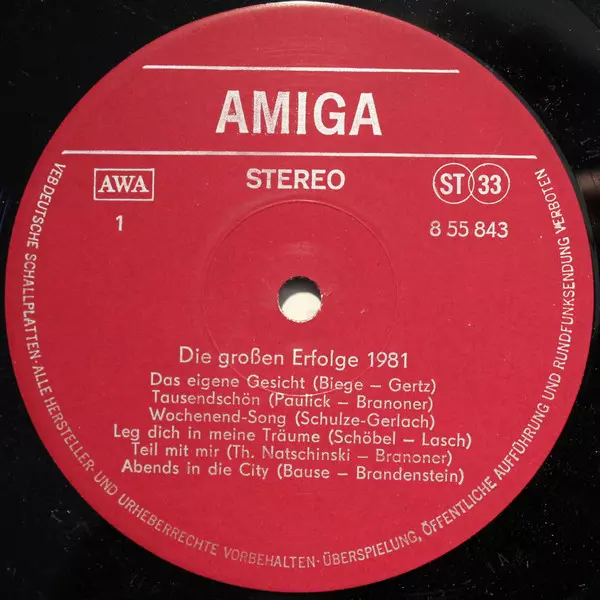 AMIGA
AWA
STEREO
ST 33
1
8 55 843
Die großen Erfolge 1981
Das eigene Gesicht (Biege – Gertz)
Tausendschön (Paulick – Branoner)
Wochenend-Song (Schulze-Gerlach)
Leg dich in meine Träume (Schöbel – Lasch)
Teil mit mir (Th. Natschinski – Branoner)
Abends in die City (Bause – Brandenstein)
VEB DEUTSCHE SCHALLPLATTEN · ALLE HERSTELLER- UND URHEBERRECHTE VORBEHALTEN · ÜBERSPIELUNG, ÖFFENTLICHE AUFFÜHRUNG UND RUNDFUNKSENDUNG VERBOTEN